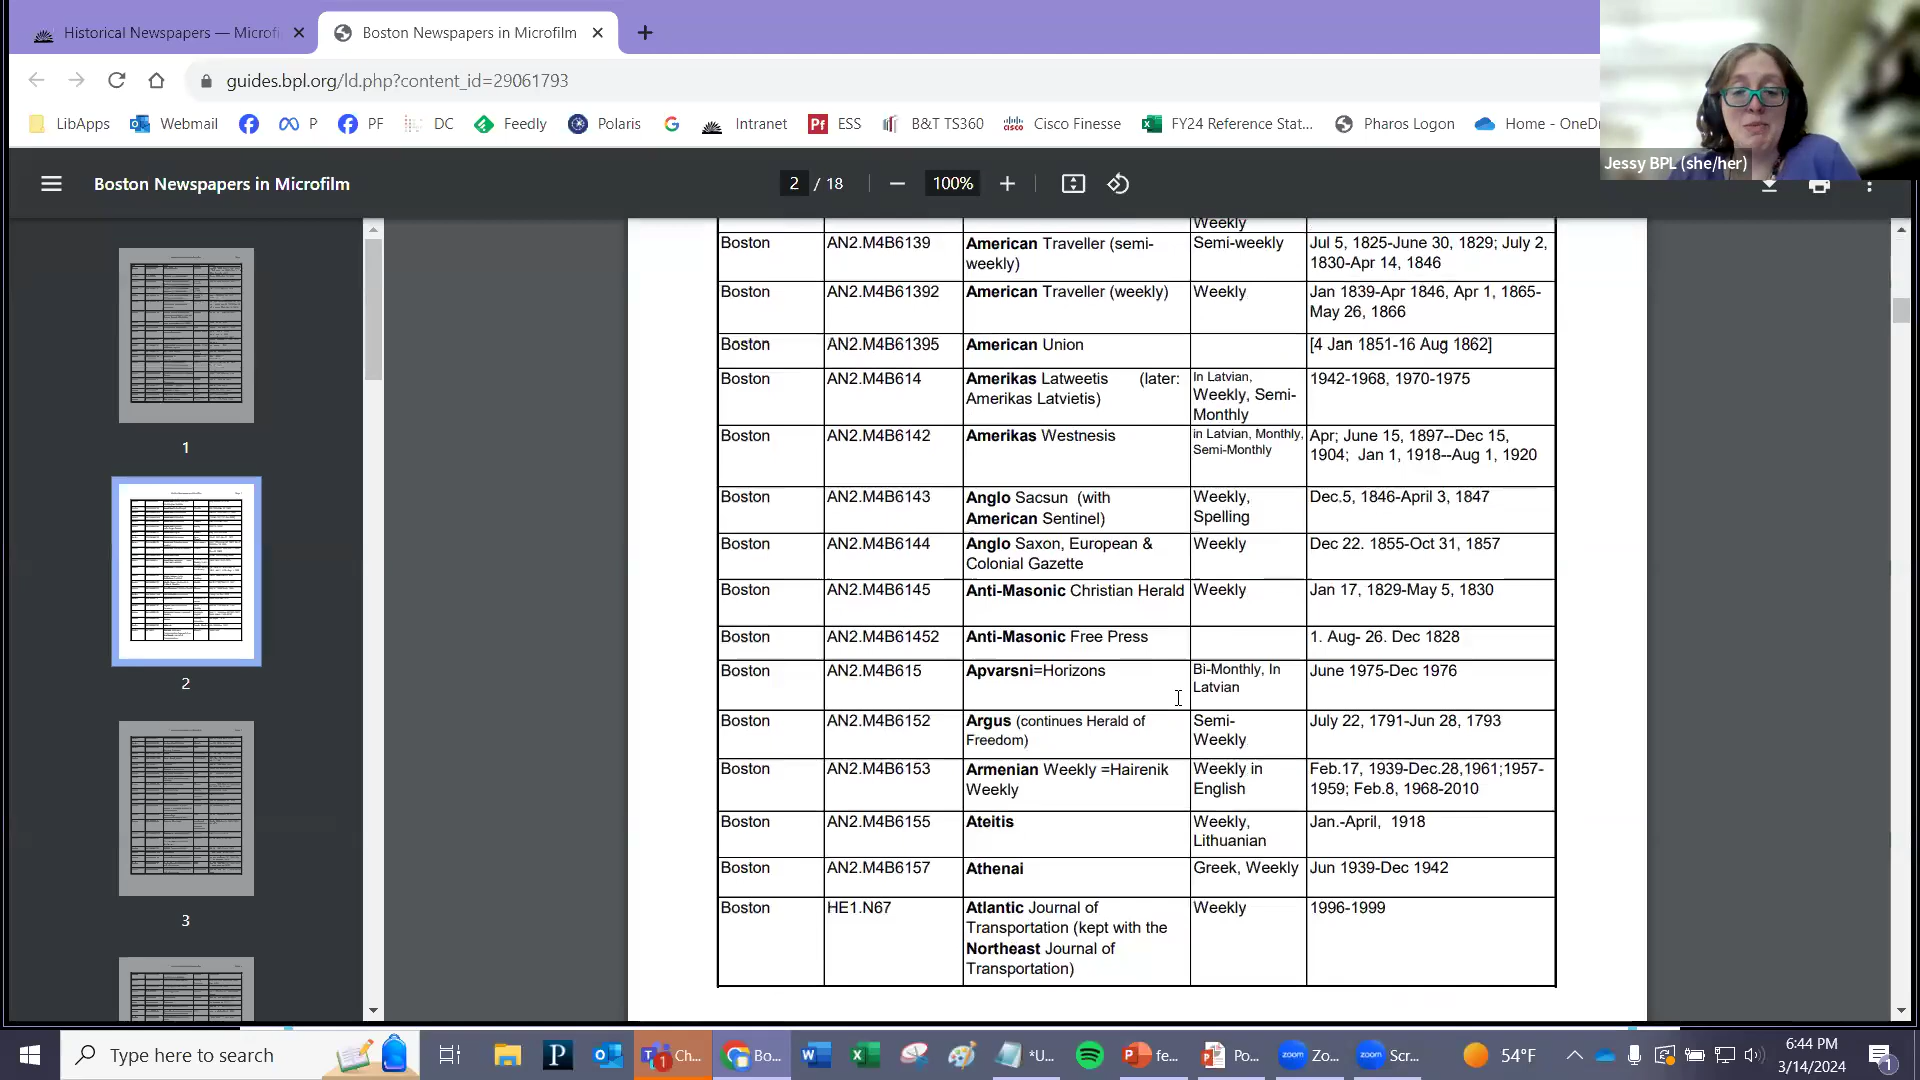 Historical Newspapers — Microfi
Boston Newspapers in Microfilm
guides.bpl.org/ld.php?content_id=29061793
LibApps
Webmail
P
PF
DC
Feedly
Polaris
Intranet
Pf ESS
B&T TS360
cisco Cisco Finesse
FY24 Reference Stat...
Pharos Logon
Home - OneDr
Jessy BPL (she/her)
Boston Newspapers in Microfilm
2 / 18
100%
1
2
3
Weekly
Boston AN2.M4B6139 American Traveller (semi-weekly) Semi-weekly Jul 5, 1825-June 30, 1829; July 2, 1830-Apr 14, 1846
Boston AN2.M4B61392 American Traveller (weekly) Weekly Jan 1839-Apr 1846, Apr 1, 1865-May 26, 1866
Boston AN2.M4B61395 American Union [4 Jan 1851-16 Aug 1862]
Boston AN2.M4B614 Amerikas Latweetis (later: Amerikas Latvietis) In Latvian, Weekly, Semi-Monthly 1942-1968, 1970-1975
Boston AN2.M4B6142 Amerikas Westnesis in Latvian, Monthly, Semi-Monthly Apr; June 15, 1897--Dec 15, 1904; Jan 1, 1918--Aug 1, 1920
Boston AN2.M4B6143 Anglo Sacsun (with American Sentinel) Weekly, Spelling Dec.5, 1846-April 3, 1847
Boston AN2.M4B6144 Anglo Saxon, European & Colonial Gazette Weekly Dec 22. 1855-Oct 31, 1857
Boston AN2.M4B6145 Anti-Masonic Christian Herald Weekly Jan 17, 1829-May 5, 1830
Boston AN2.M4B61452 Anti-Masonic Free Press 1. Aug- 26. Dec 1828
Boston AN2.M4B615 Apvarsni=Horizons Bi-Monthly, In Latvian June 1975-Dec 1976
Boston AN2.M4B6152 Argus (continues Herald of Freedom) Semi-Weekly July 22, 1791-Jun 28, 1793
Boston AN2.M4B6153 Armenian Weekly =Hairenik Weekly Weekly in English Feb.17, 1939-Dec.28,1961;1957-1959; Feb.8, 1968-2010
Boston AN2.M4B6155 Ateitis Weekly, Lithuanian Jan.-April, 1918
Boston AN2.M4B6157 Athenai Greek, Weekly Jun 1939-Dec 1942
Boston HE1.N67 Atlantic Journal of Transportation (kept with the Northeast Journal of Transportation) Weekly 1996-1999
Type here to search
1
Ch...
Bo...
*U...
fe...
Po...
zoom Zo...
zoom Scr...
54°F
6:44 PM
3/14/2024
1